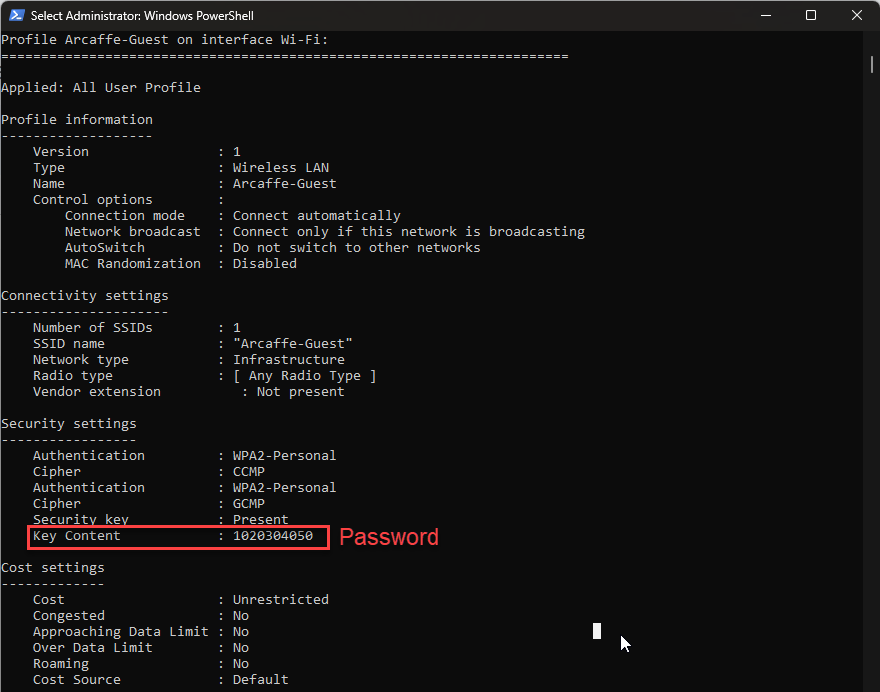 Select Administrator: Windows PowerShell
Profile Arcaffe-Guest on interface Wi-Fi:
=======================================================================
Applied: All User Profile
Profile information
-------------------
    Version                : 1
    Type                   : Wireless LAN
    Name                   : Arcaffe-Guest
    Control options        :
        Connection mode    : Connect automatically
        Network broadcast  : Connect only if this network is broadcasting
        AutoSwitch         : Do not switch to other networks
        MAC Randomization  : Disabled
Connectivity settings
---------------------
    Number of SSIDs        : 1
    SSID name              : "Arcaffe-Guest"
    Network type           : Infrastructure
    Radio type             : [ Any Radio Type ]
    Vendor extension          : Not present
Security settings
-----------------
    Authentication         : WPA2-Personal
    Cipher                 : CCMP
    Authentication         : WPA2-Personal
    Cipher                 : GCMP
    Security key           : Present
    Key Content            : 1020304050 Password
Cost settings
-------------
    Cost                   : Unrestricted
    Congested              : No
    Approaching Data Limit : No
    Over Data Limit        : No
    Roaming                : No
    Cost Source            : Default